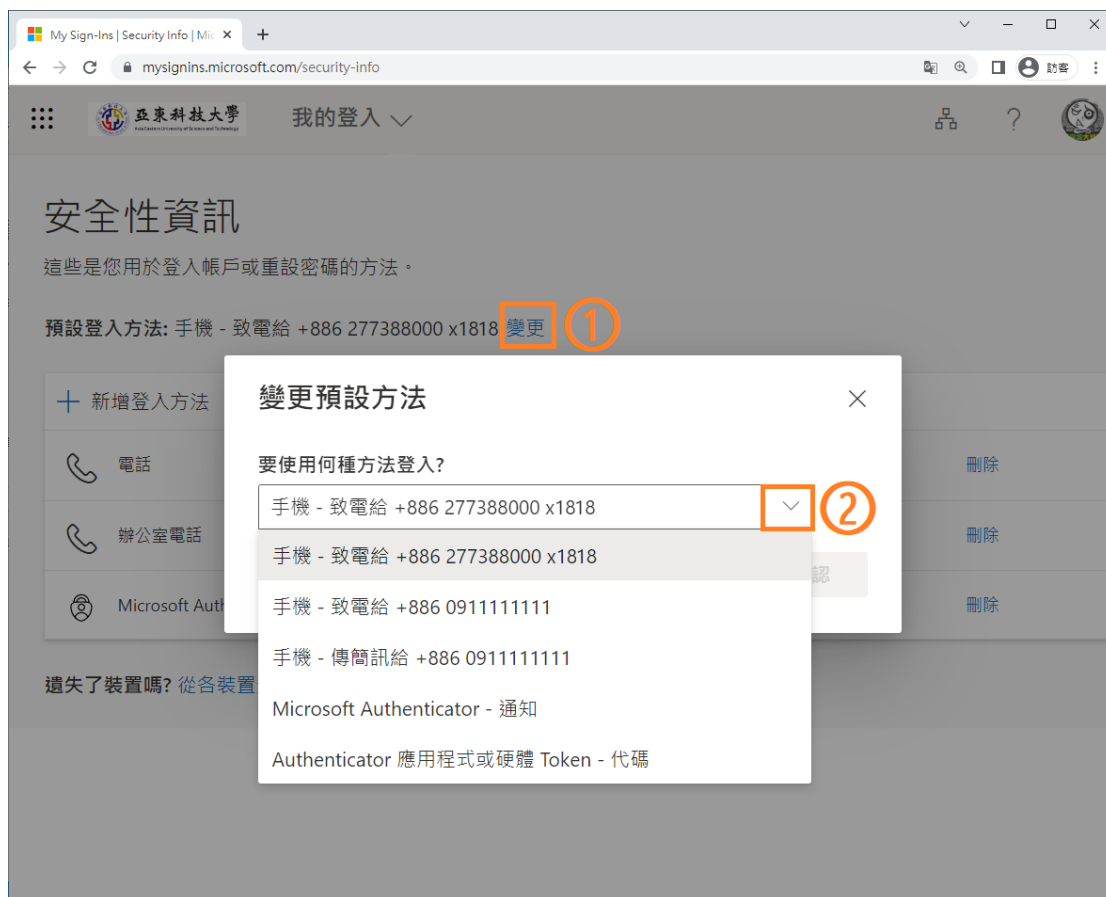 My Sign-Ins | Security Info | Mic
mysignins.microsoft.com/security-info
訪客
亞東科技大學
我的登入
?
安全性資訊
這些是您用於登入帳戶或重設密碼的方法。
預設登入方法: 手機 - 致電給 +886 277388000 x1818 變更 ①
新增登入方法
變更預設方法
電話
要使用何種方法登入?
刪除
手機 - 致電給 +886 277388000 x1818 ②
辦公室電話
刪除
手機 - 致電給 +886 277388000 x1818
認
手機 - 致電給 +886 0911111111
Microsoft Auth
刪除
手機 - 傳簡訊給 +886 0911111111
遺失了裝置嗎? 從各裝置
Microsoft Authenticator - 通知
Authenticator 應用程式或硬體 Token - 代碼